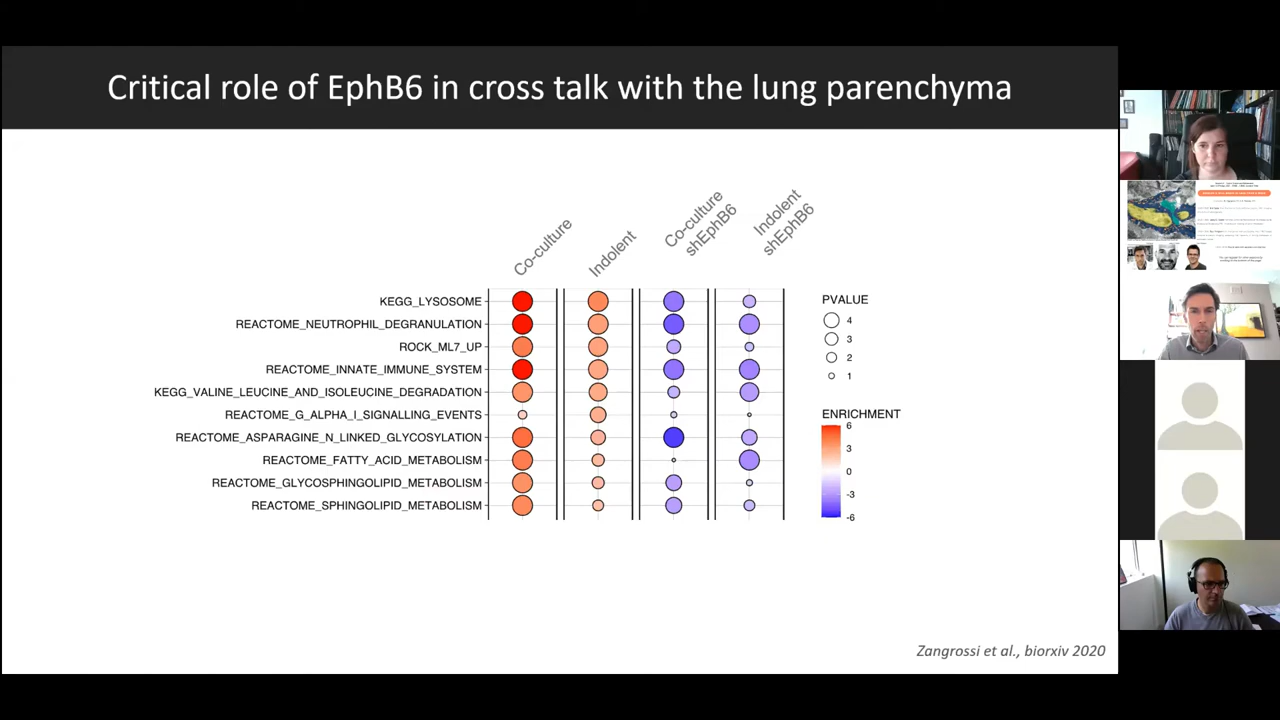 Critical role of EphB6 in cross talk with the lung parenchyma
Co-culture
Indolent
Co-culture
shEphB6
Indotent
shEphB6
KEGG_LYSOSOME
REACTOME_NEUTROPHIL_DEGRANULATION
ROCK_ML7_UP
REACTOME_INNATE_IMMUNE_SYSTEM
KEGG_VALINE_LEUCINE_AND_ISOLEUCINE_DEGRADATION
REACTOME_G_ALPHA_I_SIGNALLING_EVENTS
REACTOME_ASPARAGINE_N_LINKED_GLYCOSYLATION
REACTOME_FATTY_ACID_METABOLISM
REACTOME_GLYCOSPHINGOLIPID_METABOLISM
REACTOME_SPHINGOLIPID_METABOLISM
PVALUE
4
3
2
1
ENRICHMENT
6
3
0
-3
-6
Zangrossi et al., biorxiv 2020